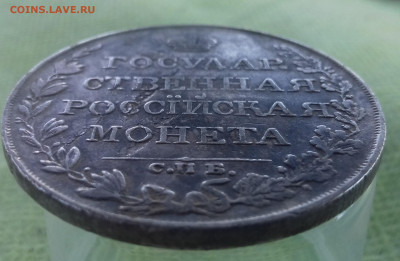 COINS.LAVE.RU
ГОСУДАР
СТВЕННАЯ
РОССІЙСКАЯ
МОНЕТА
С.П.Б.